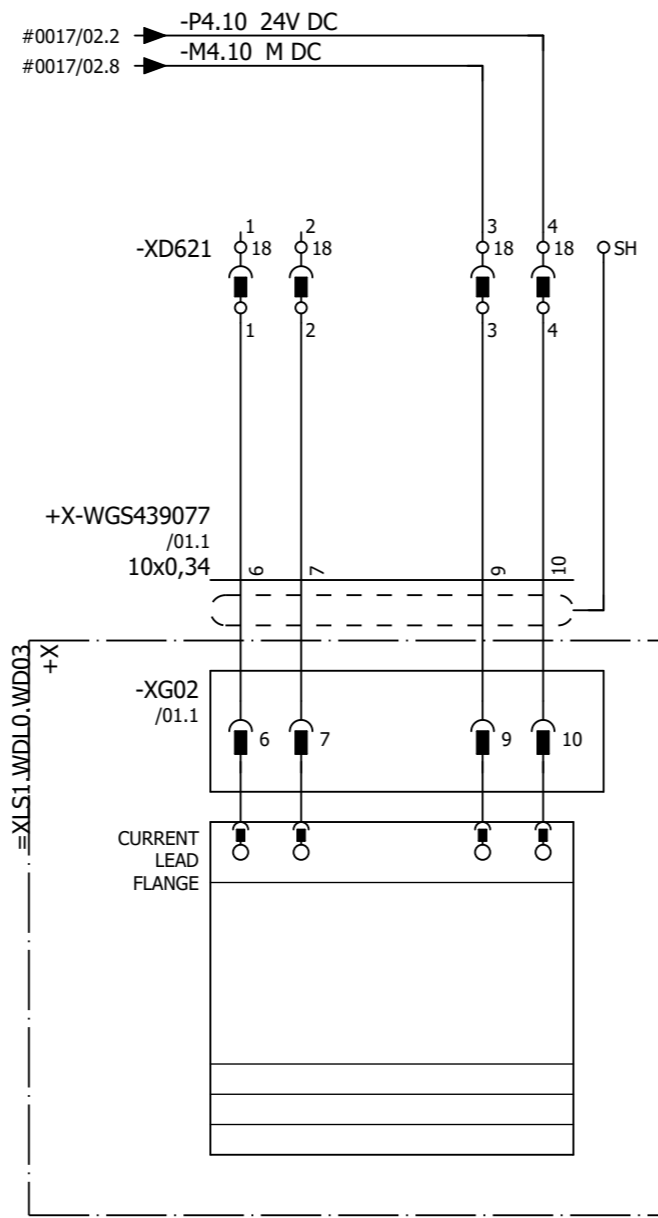 -P4.10 24V DC
#0017/02.2
-M4.10 M DC
#0017/02.8
1 2 3 4
-XD621 18 18 18 18 SH
1 2 3 4
+X-WGS439077
/01.1
10x0,34 6 7 9 10
=XLS1.WDL0.WD03
+X
-XG02
/01.1
6 7 9 10
CURRENT
LEAD
FLANGE